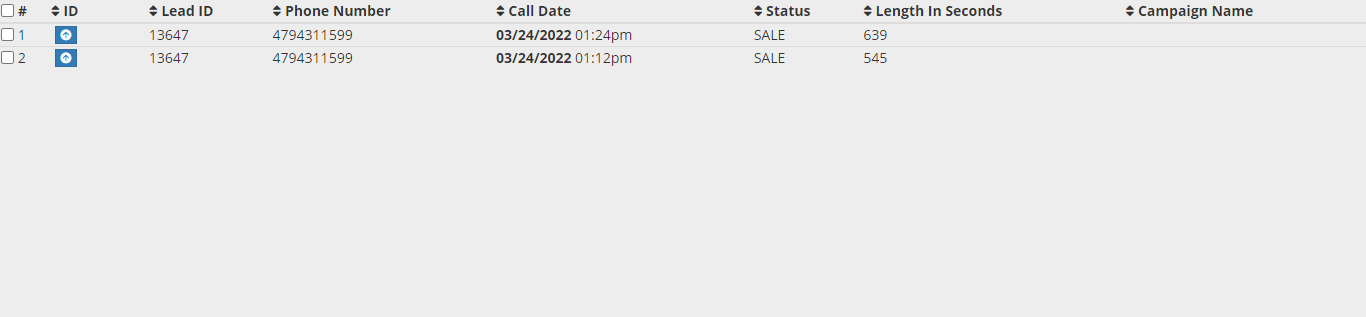 # ID Lead ID Phone Number Call Date Status Length In Seconds Campaign Name
1 13647 4794311599 03/24/2022 01:24pm SALE 639
2 13647 4794311599 03/24/2022 01:12pm SALE 545